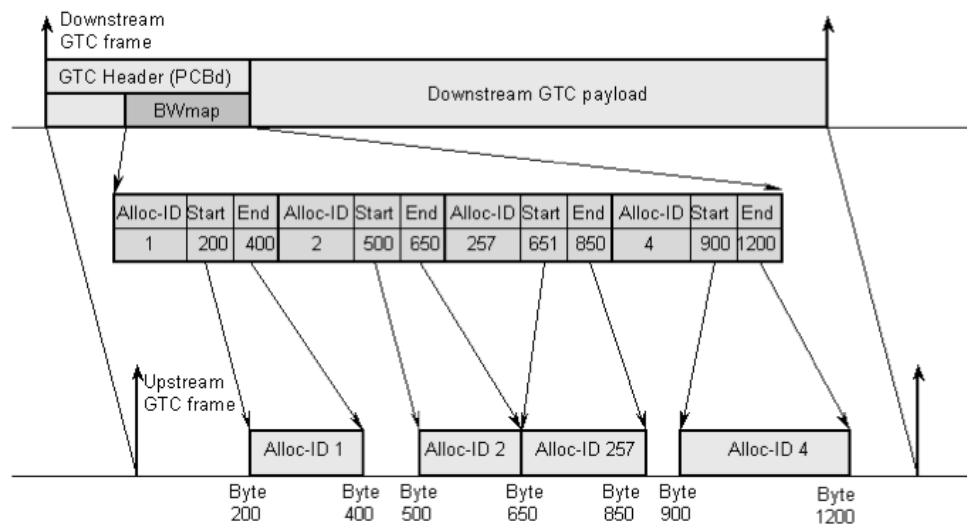 Downstream
GTC frame
GTC Header (PCBd)
BWmap
Downstream GTC payload
Alloc-ID Start End Alloc-ID Start End Alloc-ID Start End Alloc-ID Start End
1 200 400 2 500 650 257 651 850 4 900 1200
Upstream
GTC frame
Alloc-ID 1 Alloc-ID 2 Alloc-ID 257 Alloc-ID 4
Byte Byte Byte Byte Byte Byte Byte
200 400 500 650 850 900 1200